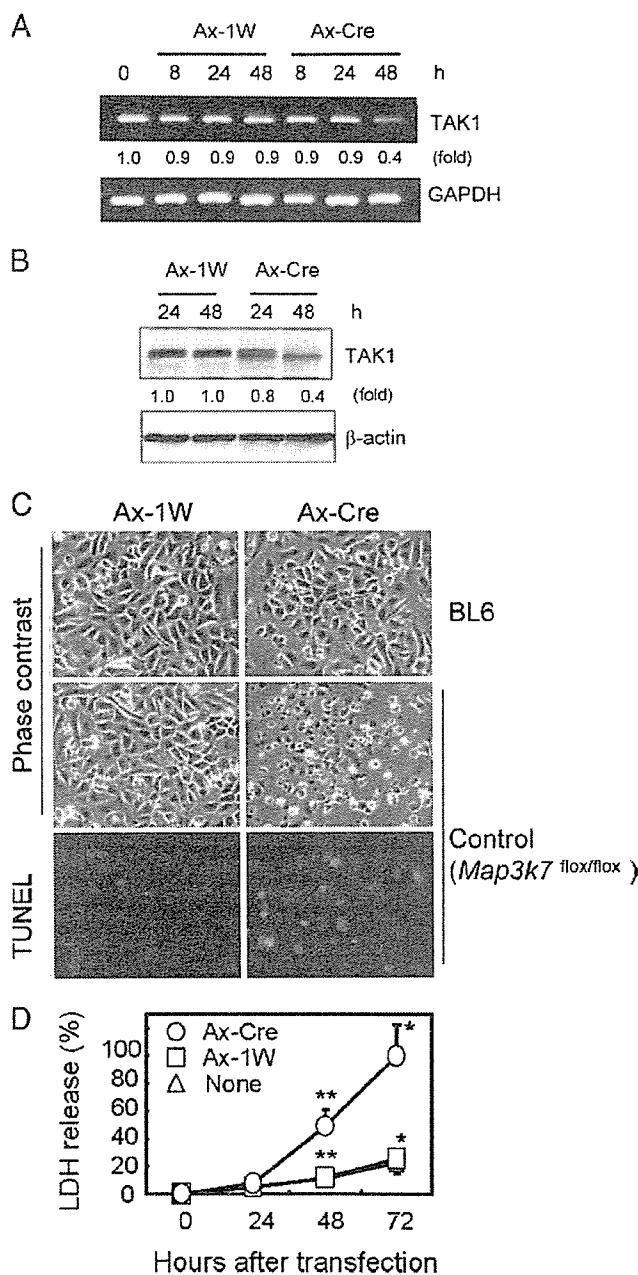 A
Ax-1W Ax-Cre
0 8 24 48 8 24 48 h
TAK1
1.0 0.9 0.9 0.9 0.9 0.9 0.4 (fold)
GAPDH
B
Ax-1W Ax-Cre
24 48 24 48 h
TAK1
1.0 1.0 0.8 0.4 (fold)
β-actin
C
Ax-1W Ax-Cre
Phase contrast
BL6
Control
(Map3k7 flox/flox )
TUNEL
D
LDH release (%)
Ax-Cre
Ax-1W
None
100
80
60
40
20
0
**
**
*
*
0 24 48 72
Hours after transfection